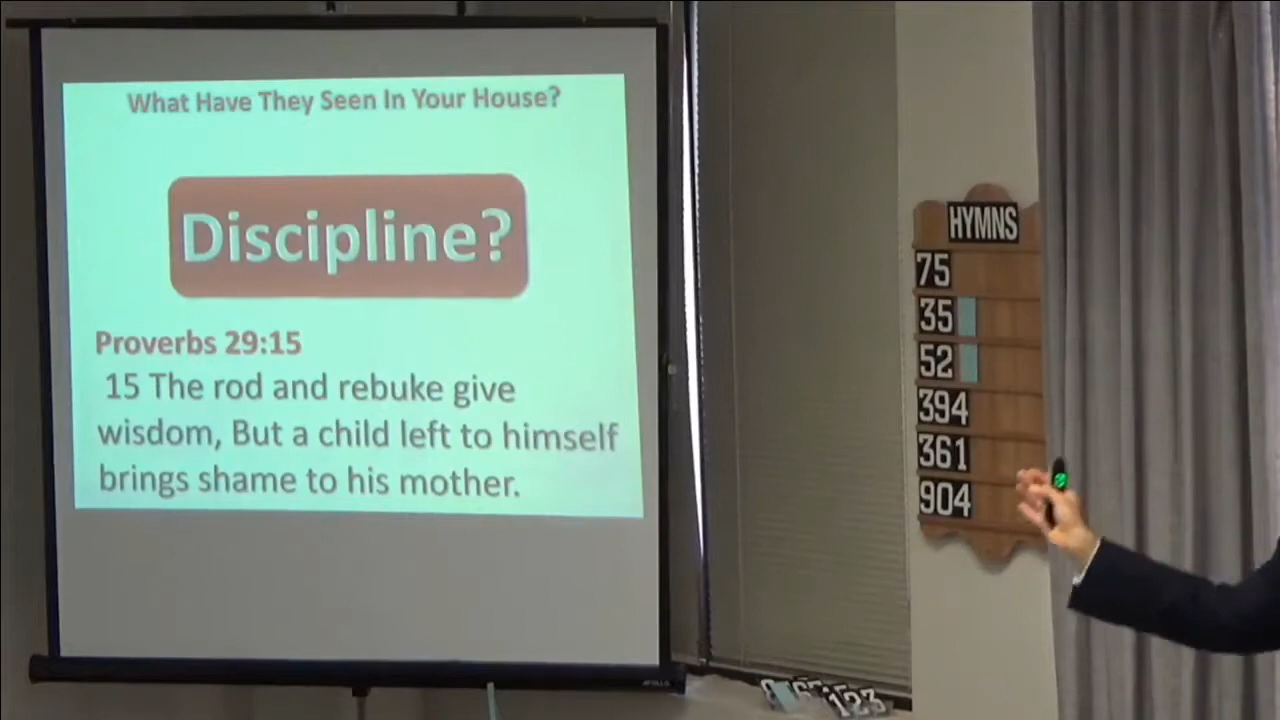 What Have They Seen In Your House?
Discipline?
Proverbs 29:15
15 The rod and rebuke give
wisdom, But a child left to himself
brings shame to his mother.
HYMNS
75
35
52
394
361
904
123